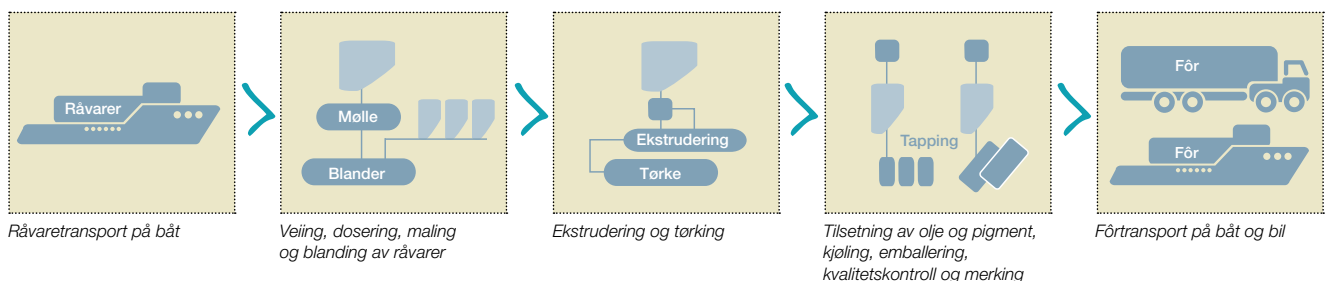 Råvarer
Mølle
Blander
Ekstrudering
Tørke
Tapping
Fôr
Fôr
Råvaretransport på båt
Veiing, dosering, maling
og blanding av råvarer
Ekstrudering og tørking
Tilsetning av olje og pigment,
kjøling, emballering,
kvalitetskontroll og merking
Fôrtransport på båt og bil